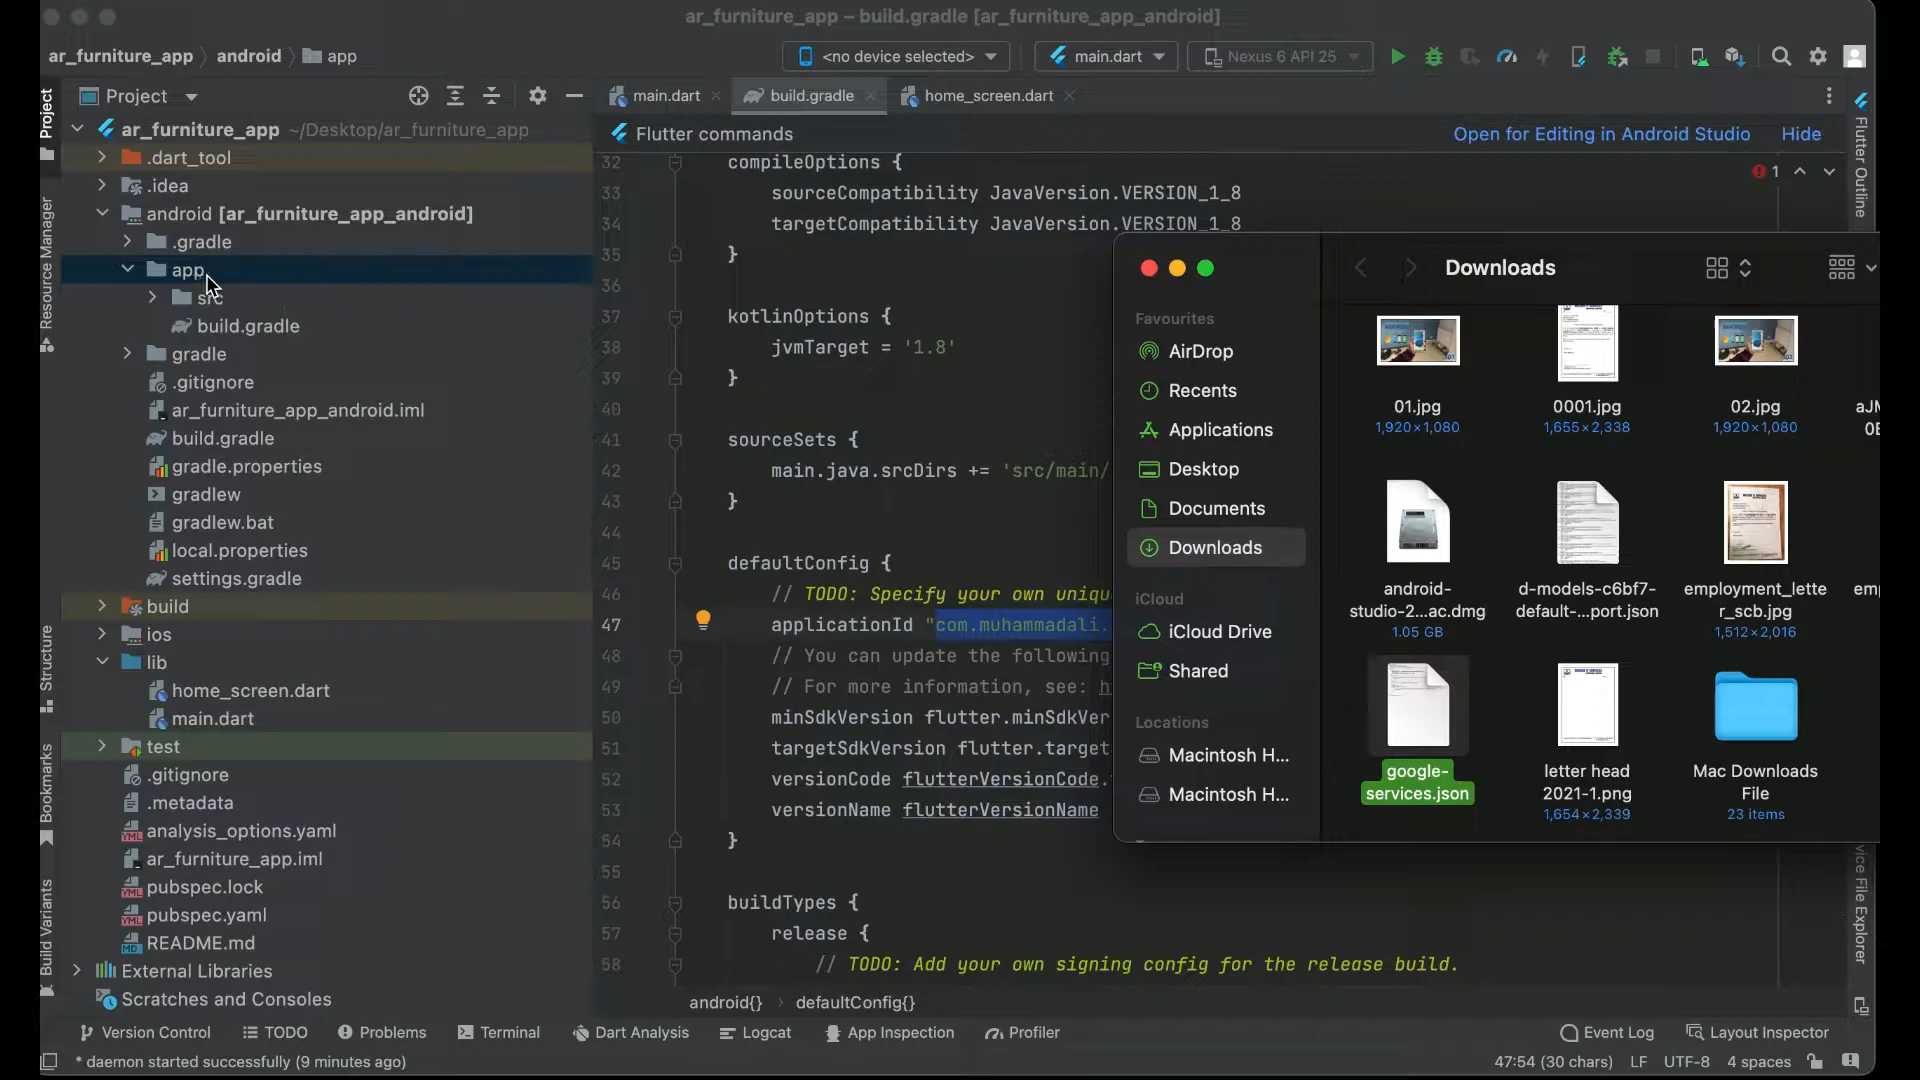 ar_furniture_app – build.gradle [ar_furniture_app_android]
ar_furniture_app
android
app
<no device selected>
main.dart
Nexus 6 API 25
Project
main.dart
build.gradle
home_screen.dart
Flutter commands
Open for Editing in Android Studio
Hide
Project
Resource Manager
Structure
Bookmarks
Build Variants
ar_furniture_app ~/Desktop/ar_furniture_app
.dart_tool
.idea
android [ar_furniture_app_android]
.gradle
app
src
build.gradle
gradle
.gitignore
ar_furniture_app_android.iml
build.gradle
gradle.properties
gradlew
gradlew.bat
local.properties
settings.gradle
build
ios
lib
home_screen.dart
main.dart
test
.gitignore
.metadata
analysis_options.yaml
ar_furniture_app.iml
pubspec.lock
pubspec.yaml
README.md
External Libraries
Scratches and Consoles
1
32 compileOptions {
33 sourceCompatibility JavaVersion.VERSION_1_8
34 targetCompatibility JavaVersion.VERSION_1_8
35 }
36
37 kotlinOptions {
38 jvmTarget = '1.8'
39 }
40
41 sourceSets {
42 main.java.srcDirs += 'src/main/
43 }
44
45 defaultConfig {
46 // TODO: Specify your own uniqu
47 applicationId "com.muhammadali.
48 // You can update the following
49 // For more information, see: h
50 minSdkVersion flutter.minSdkVer
51 targetSdkVersion flutter.target
52 versionCode flutterVersionCode.
53 versionName flutterVersionName
54 }
55
56 buildTypes {
57 release {
58 // TODO: Add your own signing config for the release build.
android{}
defaultConfig{}
Flutter Outline
vice File Explorer
Downloads
Favourites
AirDrop
Recents
Applications
Desktop
Documents
Downloads
iCloud
iCloud Drive
Shared
Locations
Macintosh H...
Macintosh H...
01.jpg
1,920×1,080
0001.jpg
1,655×2,338
02.jpg
1,920×1,080
aJM
0E
android-
studio-2...ac.dmg
1.05 GB
d-models-c6bf7-
default-...port.json
employment_lette
r_scb.jpg
1,512×2,016
em
google-
services.json
letter head
2021-1.png
1,654×2,339
Mac Downloads
File
23 items
Version Control
TODO
Problems
Terminal
Dart Analysis
Logcat
App Inspection
Profiler
Event Log
Layout Inspector
* daemon started successfully (9 minutes ago)
47:54 (30 chars)
LF
UTF-8
4 spaces